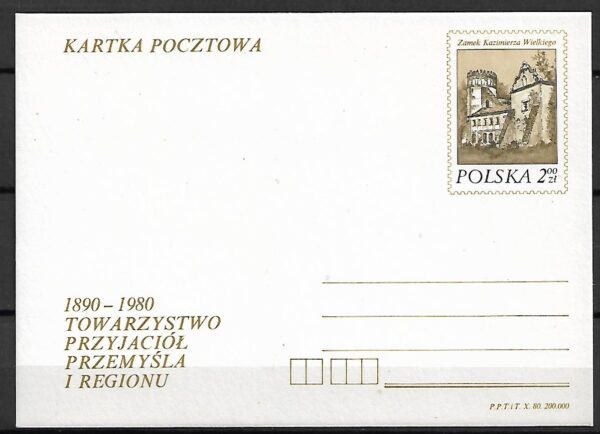 KARTKA POCZTOWA
Zamek Kazimierza Wielkiego
POLSKA 2.00 zł
1890 – 1980
TOWARZYSTWO
PRZYJACIÓŁ
PRZEMYŚLA
I REGIONU
P.P.T i T. X. 80. 200.000